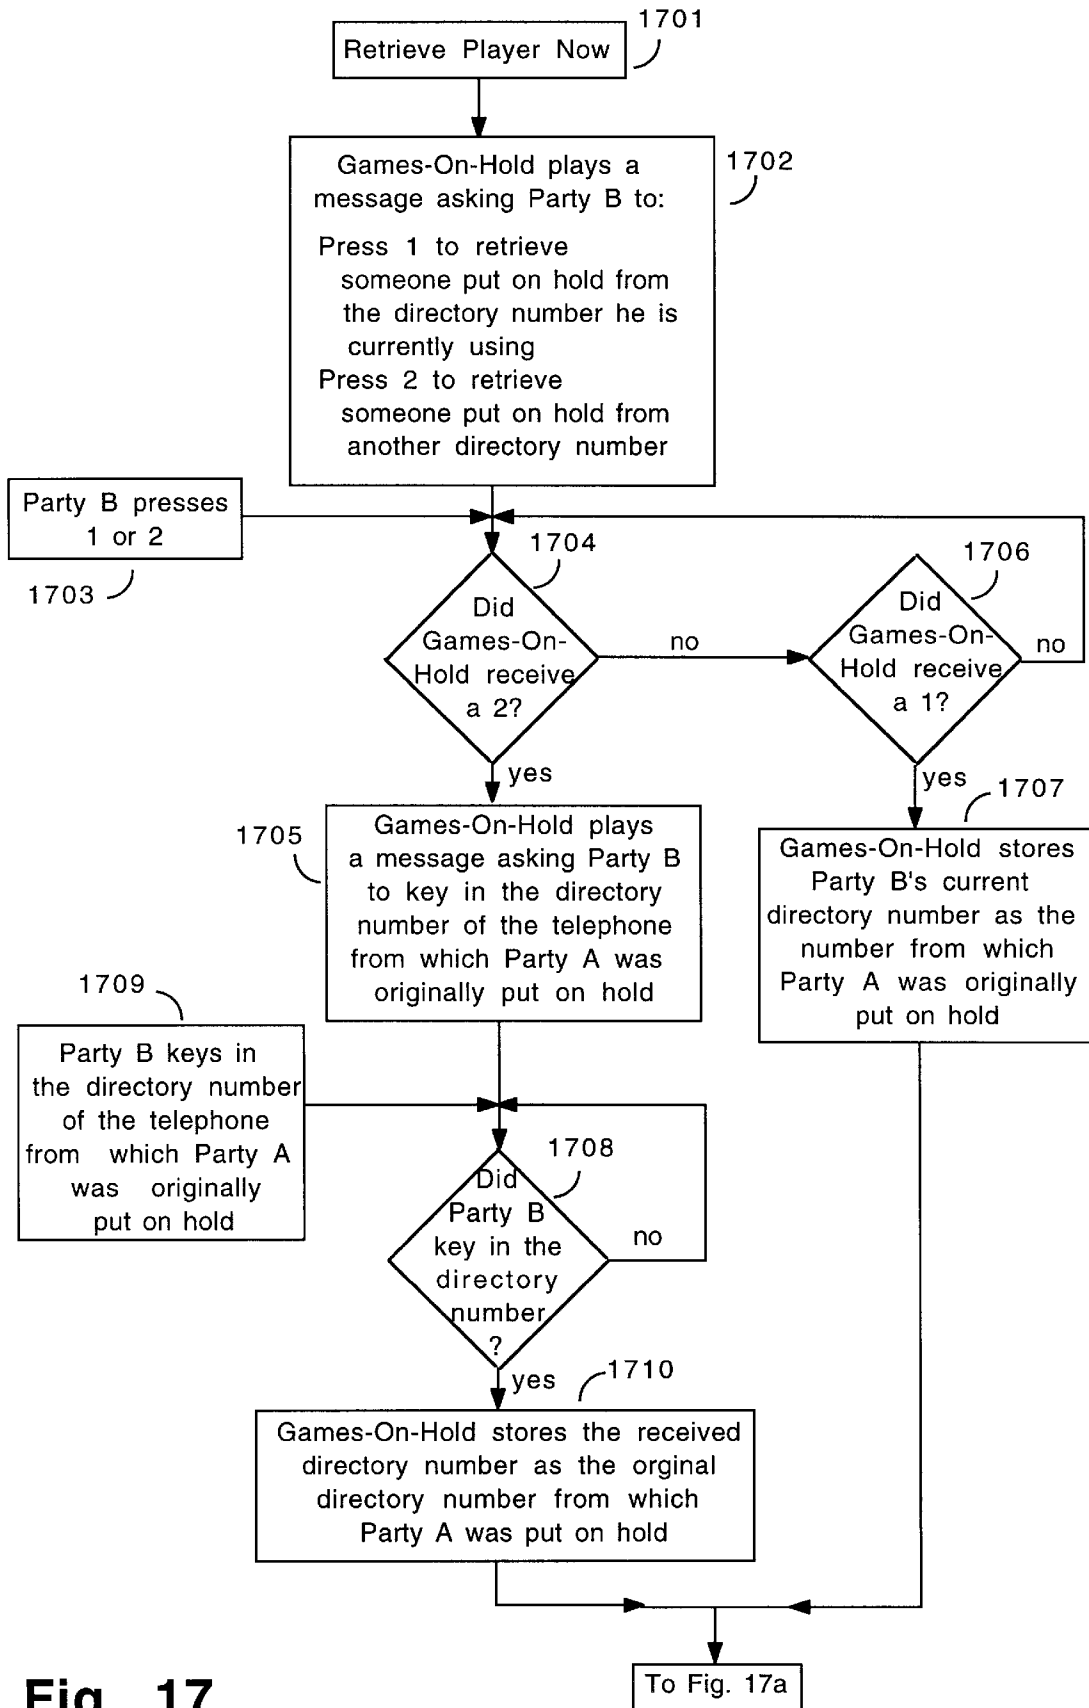 1701
Retrieve Player Now
1702
Games-On-Hold plays a
message asking Party B to:
Press 1 to retrieve
someone put on hold from
the directory number he is
currently using
Press 2 to retrieve
someone put on hold from
another directory number
Party B presses
1 or 2
1703
1704
Did
Games-On-
Hold receive
a 2?
no
yes
1706
Did
Games-On-
Hold receive
a 1?
no
yes
1705
Games-On-Hold plays
a message asking Party B
to key in the directory
number of the telephone
from which Party A was
originally put on hold
1707
Games-On-Hold stores
Party B's current
directory number as the
number from which
Party A was originally
put on hold
1709
Party B keys in
the directory number
of the telephone
from which Party A
was originally
put on hold
1708
Did
Party B
key in the
directory
number
?
no
yes
1710
Games-On-Hold stores the received
directory number as the orginal
directory number from which
Party A was put on hold
To Fig. 17a
Fig. 17